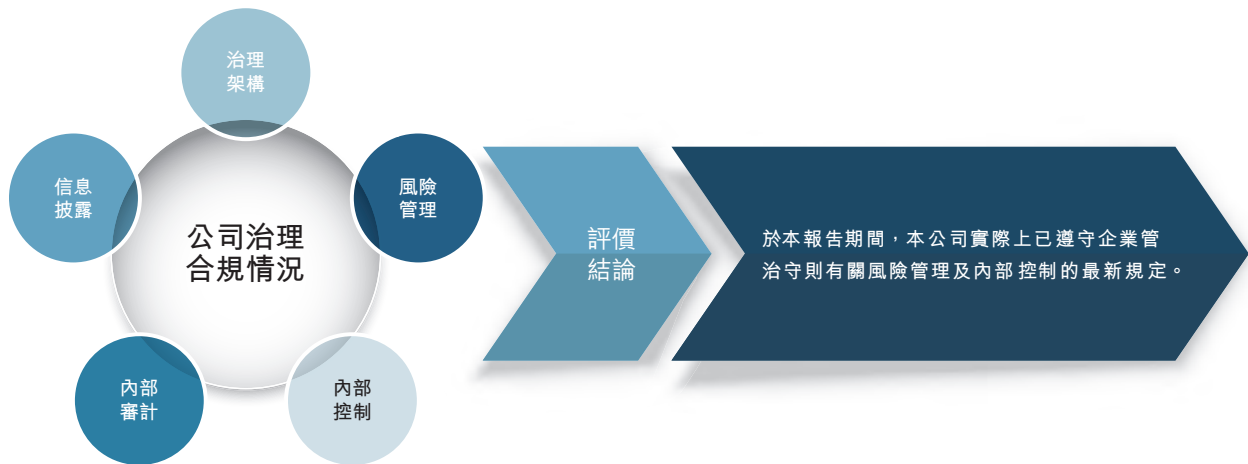 治理
架構
信息
披露
風險
管理
公司治理
合規情況
內部
審計
內部
控制
評價
結論
於本報告期間，本公司實際上已遵守企業管
治守則有關風險管理及內部控制的最新規定。